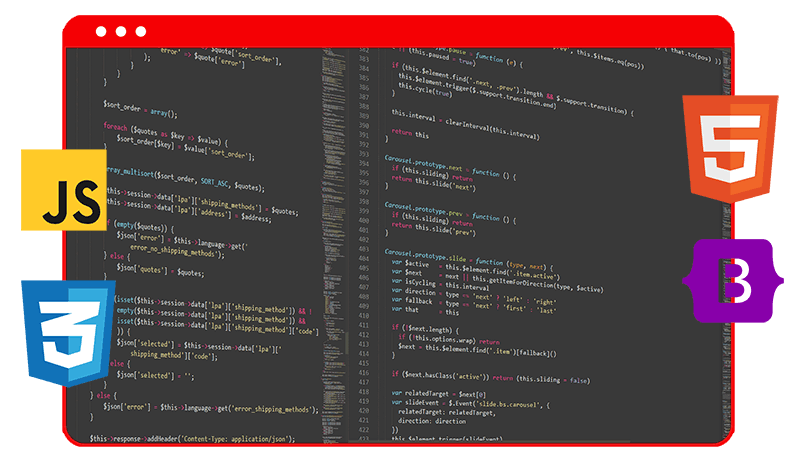 error' => $quote['error']
);
}
}
$sort_order = array();
foreach ($quotes as $key => $value) {
$sort_order[$key] = $value['sort_order'];
array_multisort($sort_order, SORT_ASC, $quotes);
this->session->data['lpa']['shipping_methods'] = $quotes;
this->session->data['lpa']['address'] = $address;
(empty($quotes)) {
$json['error'] = $this->language->get('
error_no_shipping_methods');
} else {
$json['quotes'] = $quotes;
(isset($this->session->data['lpa']['shipping_method']) && !
empty($this->session->data['lpa']['shipping_method']) &&
isset($this->session->data['lpa']['shipping_method']['code']
)) {
$json['selected'] = $this->session->data['lpa']['
shipping_method']['code'];
else {
$json['selected'] = '';
}
} else {
$json['error'] = $this->language->get('error_shipping_methods');
}
$this->response->addHeader('Content-Type: application/json');
382
383
384
385
386
387
388
389
390
391
392
393
394
395
396
397
398
399
400
401
402
403
404
405
406
407
408
409
410
411
412
413
414
415
416
417
418
419
420
421
422
423
(this.paused = true)
if (this.$element.find('.next, .prev').length && $.support.transition) {
this.$element.trigger($.support.transition.end)
this.cycle(true)
}
this.interval = clearInterval(this.interval)
return this
}
Carousel.prototype.next = function () {
if (this.sliding) return
return this.slide('next')
}
Carousel.prototype.prev = function () {
if (this.sliding) return
return this.slide('prev')
}
Carousel.prototype.slide = function (type, next) {
var $active = this.$element.find('.item.active')
var $next = next || this.getItemForDirection(type, $active)
var isCycling = this.interval
var direction = type == 'next' ? 'left' : 'right'
var fallback = type == 'next' ? 'first' : 'last'
var that = this
if (!$next.length) {
if (!this.options.wrap) return
$next = this.$element.find('.item')[fallback]()
}
if ($next.hasClass('active')) return (this.sliding = false)
var relatedTarget = $next[0]
var slideEvent = $.Event('slide.bs.carousel', {
relatedTarget: relatedTarget,
direction: direction
})
this.$element.trigger(slideEvent)
JS
3
5
B